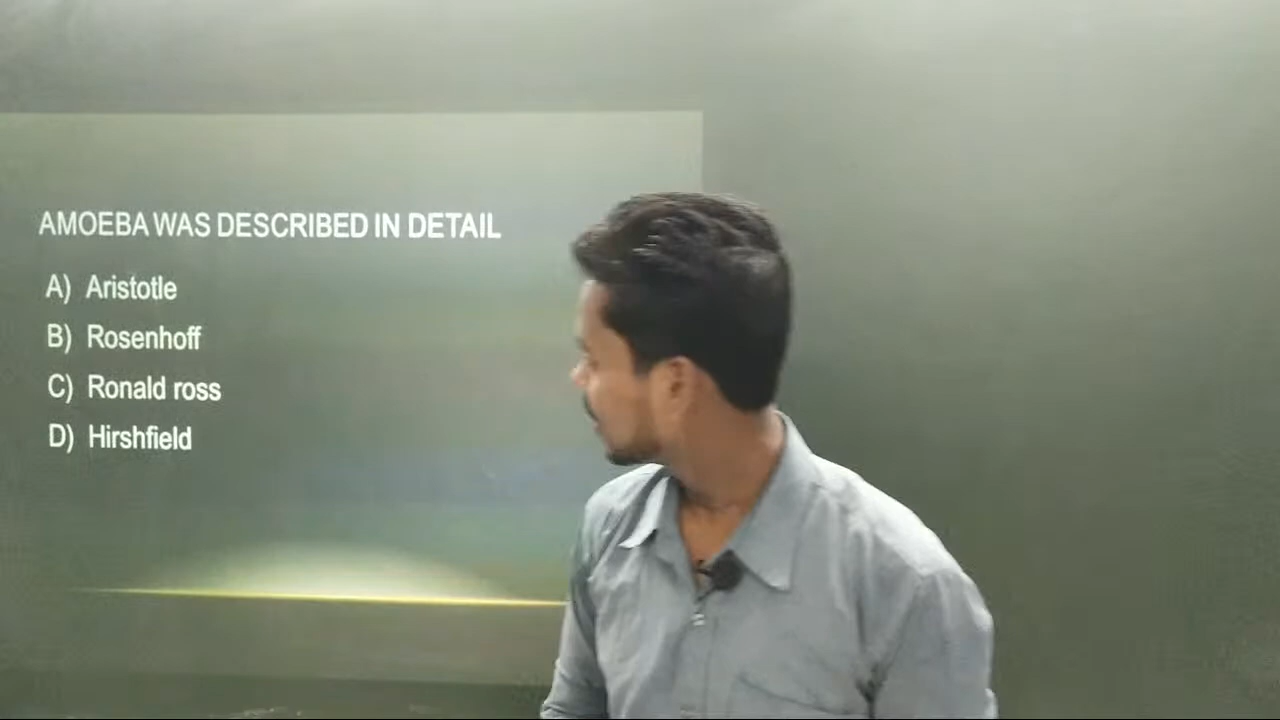 AMOEBA WAS DESCRIBED IN DETAIL
A) Aristotle
B) Rosenhoff
C) Ronald ross
D) Hirshfield